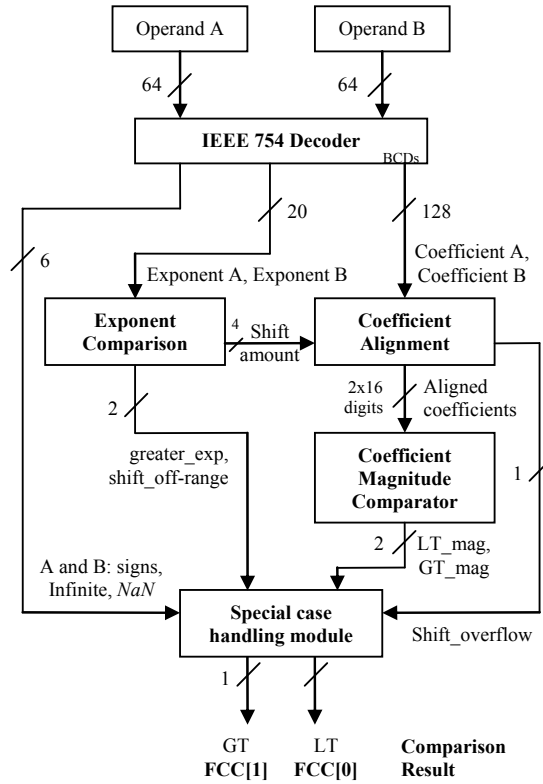 Operand A
Operand B
64
64
IEEE 754 Decoder
BCDs
6
20
128
Exponent A, Exponent B
Coefficient A,
Coefficient B
Exponent
Comparison
4
Shift
amount
Coefficient
Alignment
2
2x16
digits
Aligned
coefficients
greater_exp,
shift_off-range
Coefficient
Magnitude
Comparator
1
2
LT_mag,
GT_mag
A and B: signs,
Infinite, NaN
Special case
handling module
Shift_overflow
1
GT
FCC[1]
LT
FCC[0]
Comparison
Result